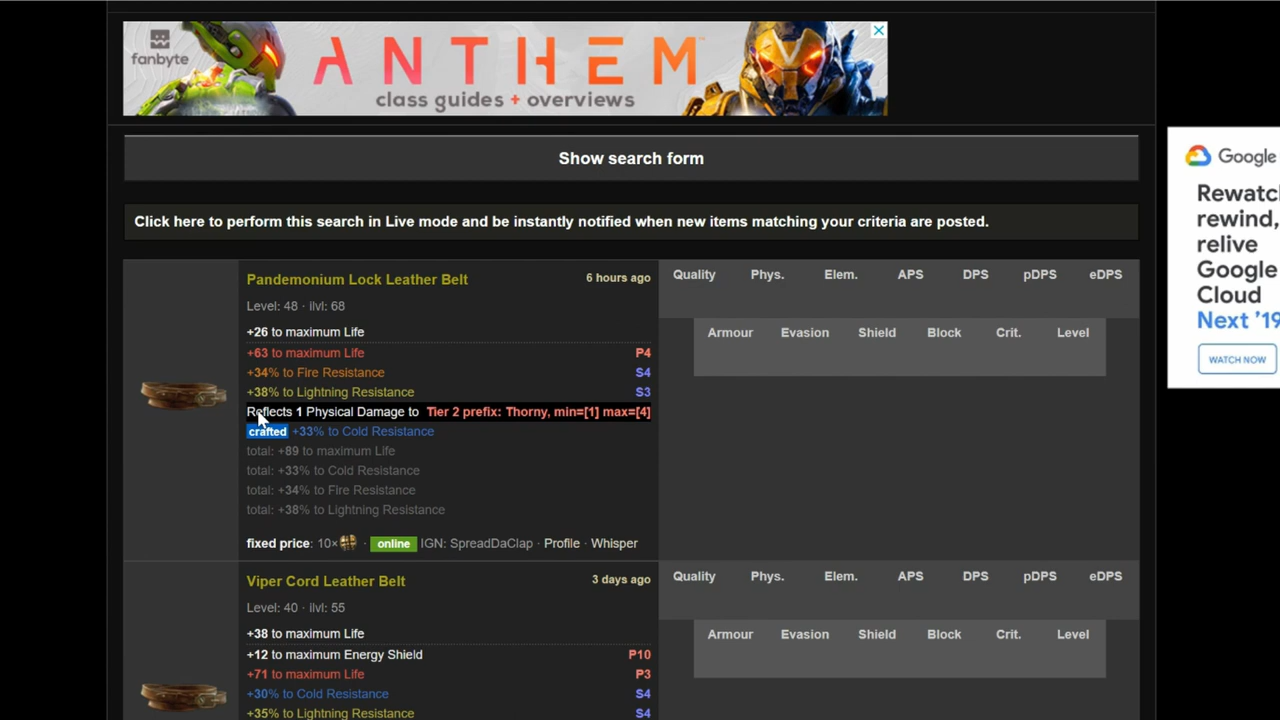 fanbyte
ANTHEM
class guides + overviews
Show search form
Click here to perform this search in Live mode and be instantly notified when new items matching your criteria are posted.
Pandemonium Lock Leather Belt 6 hours ago
Level: 48 · ilvl: 68
+26 to maximum Life
+63 to maximum Life P4
+34% to Fire Resistance S4
+38% to Lightning Resistance S3
Reflects 1 Physical Damage to Tier 2 prefix: Thorny, min=[1] max=[4]
crafted +33% to Cold Resistance
total: +89 to maximum Life
total: +33% to Cold Resistance
total: +34% to Fire Resistance
total: +38% to Lightning Resistance
fixed price: 10× · online IGN: SpreadDaClap · Profile · Whisper
Quality Phys. Elem. APS DPS pDPS eDPS
Armour Evasion Shield Block Crit. Level
Viper Cord Leather Belt 3 days ago
Level: 40 · ilvl: 55
+38 to maximum Life
+12 to maximum Energy Shield P10
+71 to maximum Life P3
+30% to Cold Resistance S4
+35% to Lightning Resistance S4
Quality Phys. Elem. APS DPS pDPS eDPS
Armour Evasion Shield Block Crit. Level
Google
Rewatc
rewind,
relive
Google
Cloud
Next '19
WATCH NOW